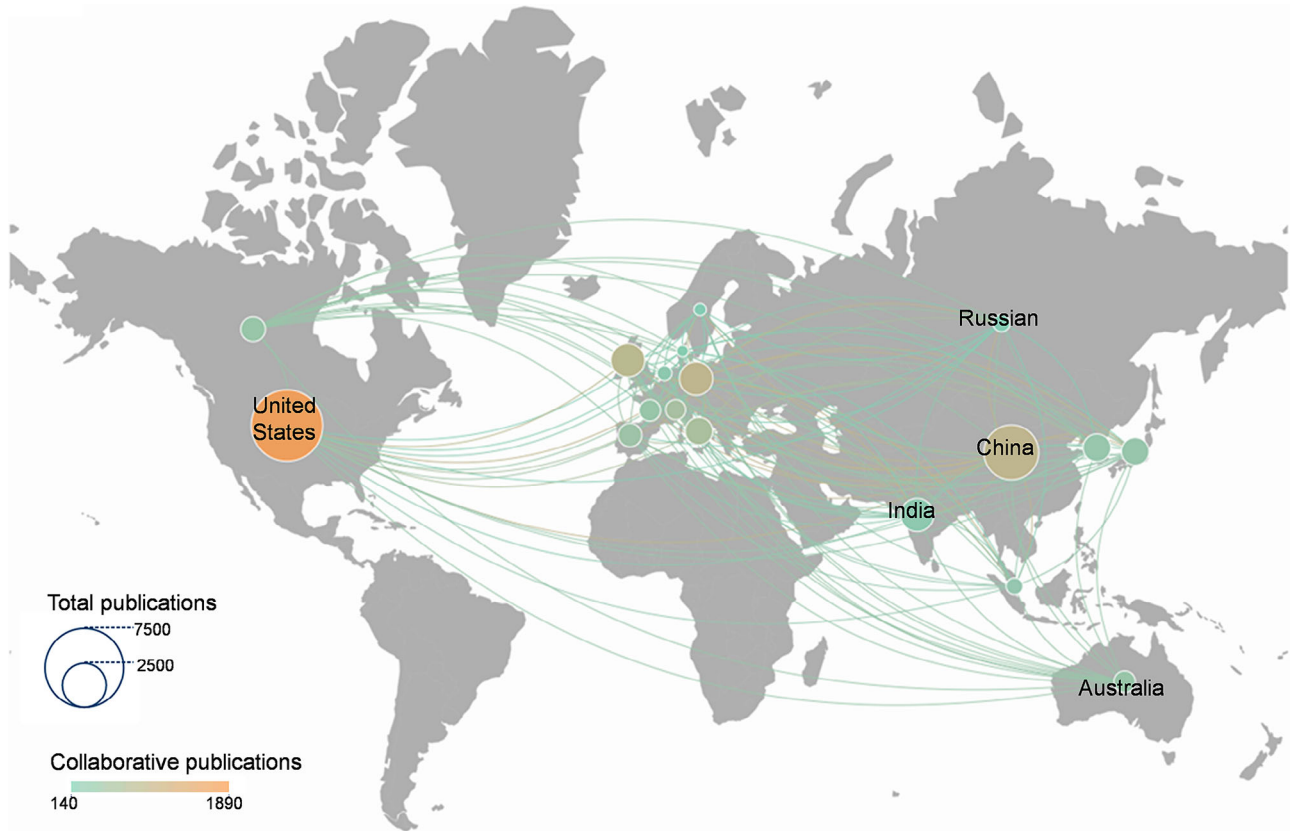 Russian
United
States
China
India
Australia
Total publications
7500
2500
Collaborative publications
140 1890